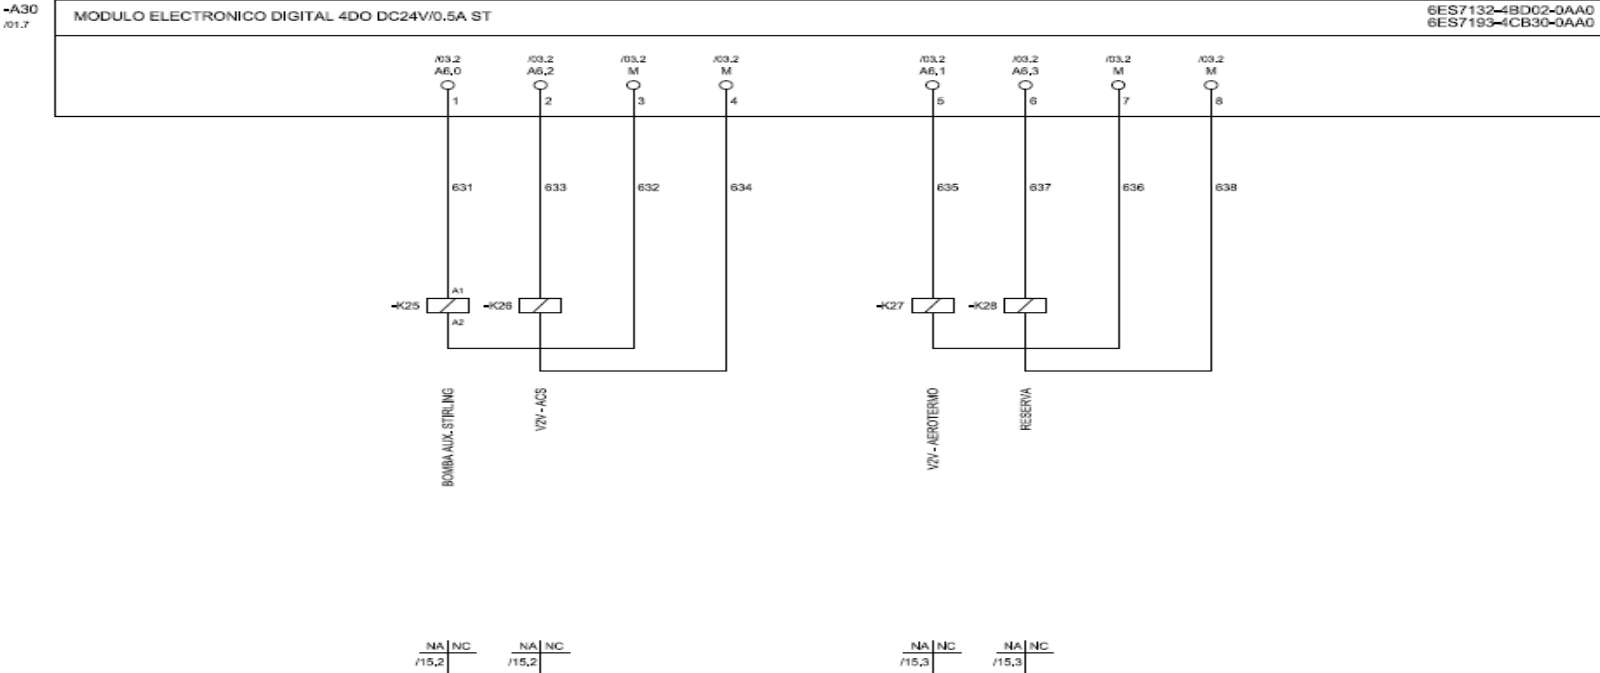 -A30
/01.7
MODULO ELECTRONICO DIGITAL 4DO DC24V/0.5A ST
6ES7132-4BD02-0AA0
6ES7193-4CB30-0AA0
/03.2 /03.2 /03.2 /03.2 /03.2 /03.2 /03.2 /03.2
A6,0 A6,2 M M A6,1 A6,3 M M
1 2 3 4 5 6 7 8
631 633 632 634 635 637 636 638
A1
-K25 -K26 -K27 -K28
A2
BOMBA AUX. STIRLING
V2V - ACS
V2V - AEROTERMO
RESERVA
NA NC NA NC NA NC NA NC
/15,2 /15,2 /15,3 /15,3